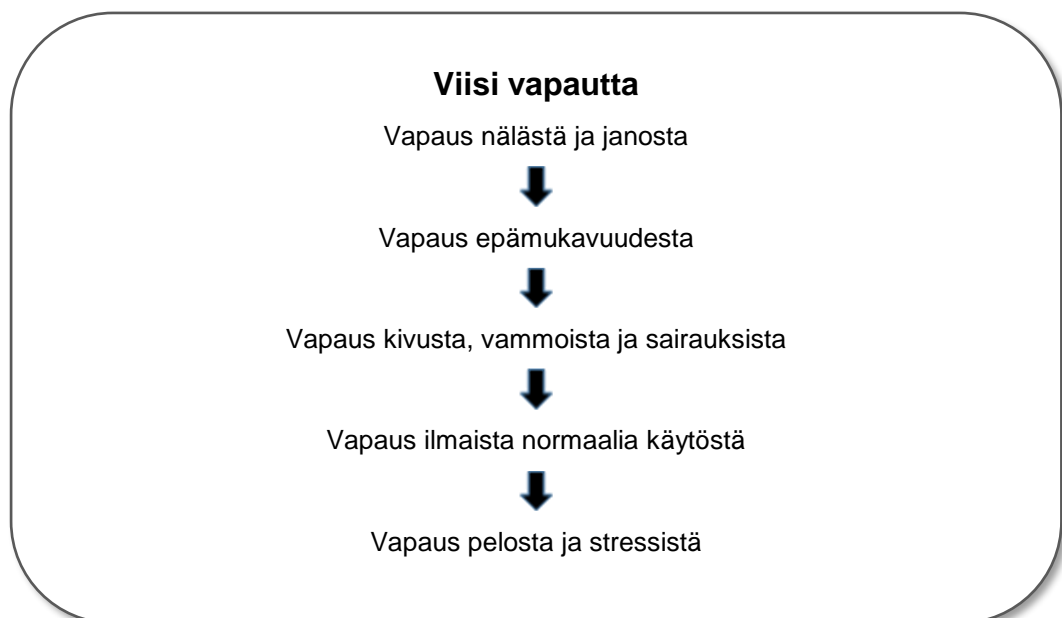 Viisi vapautta
Vapaus nälästä ja janosta
Vapaus epämukavuudesta
Vapaus kivusta, vammoista ja sairauksista
Vapaus ilmaista normaalia käytöstä
Vapaus pelosta ja stressistä